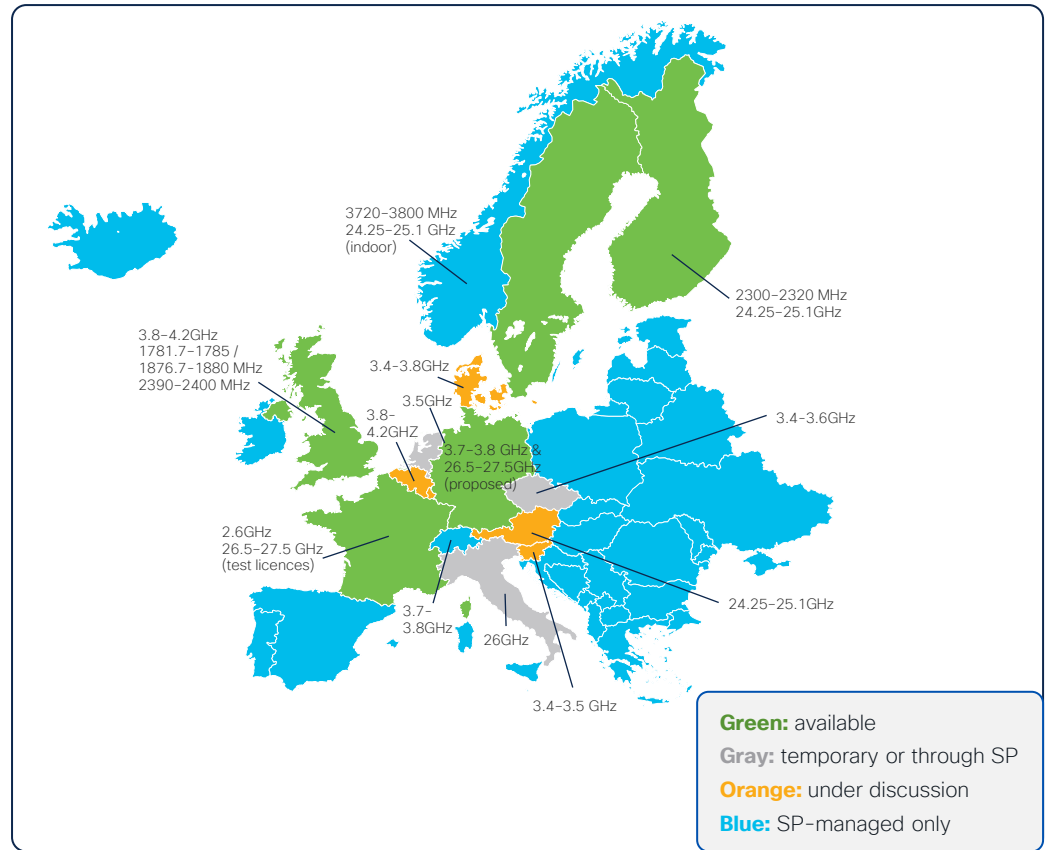 3720-3800 MHz
24.25-25.1 GHz
(indoor)
2300-2320 MHz
24.25-25.1GHz
3.8-4.2GHz
1781.7-1785 /
1876.7-1880 MHz
2390-2400 MHz
3.4-3.8GHz
3.5GHz
3.8-
4.2GHZ
3.4-3.6GHz
3.7-3.8 GHz &
26.5-27.5GHz
(proposed)
2.6GHz
26.5-27.5 GHz
(test licences)
3.7-
3.8GHz
26GHz
24.25-25.1GHz
3.4-3.5 GHz
Green: available
Gray: temporary or through SP
Orange: under discussion
Blue: SP-managed only